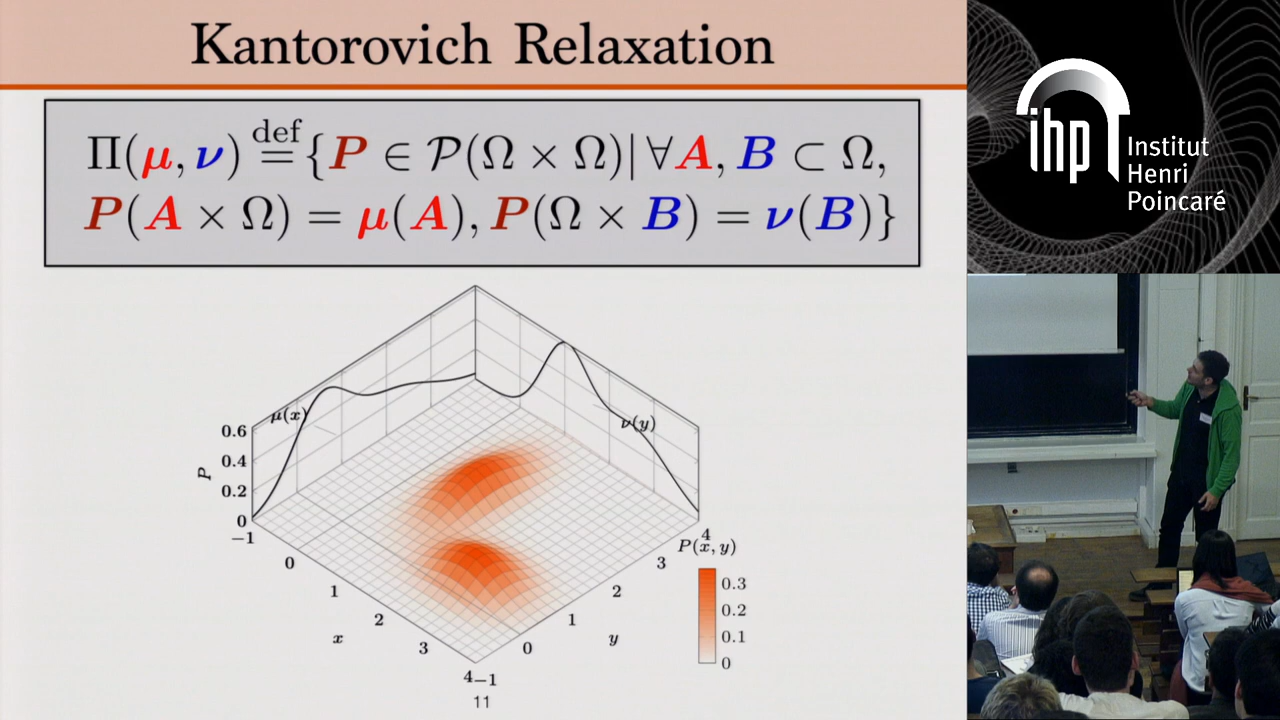 Kantorovich Relaxation
Π(μ, ν) def= {P ∈ 𝒫(Ω × Ω)| ∀A, B ⊂ Ω,
P(A × Ω) = μ(A), P(Ω × B) = ν(B)}
μ(x)
ν(y)
0.6
0.4
0.2
0
P
−1
0
1
2
3
4
x
−1
0
1
2
3
4
y
P(x, y)
0.3
0.2
0.1
0
11
ihp
Institut
Henri
Poincaré